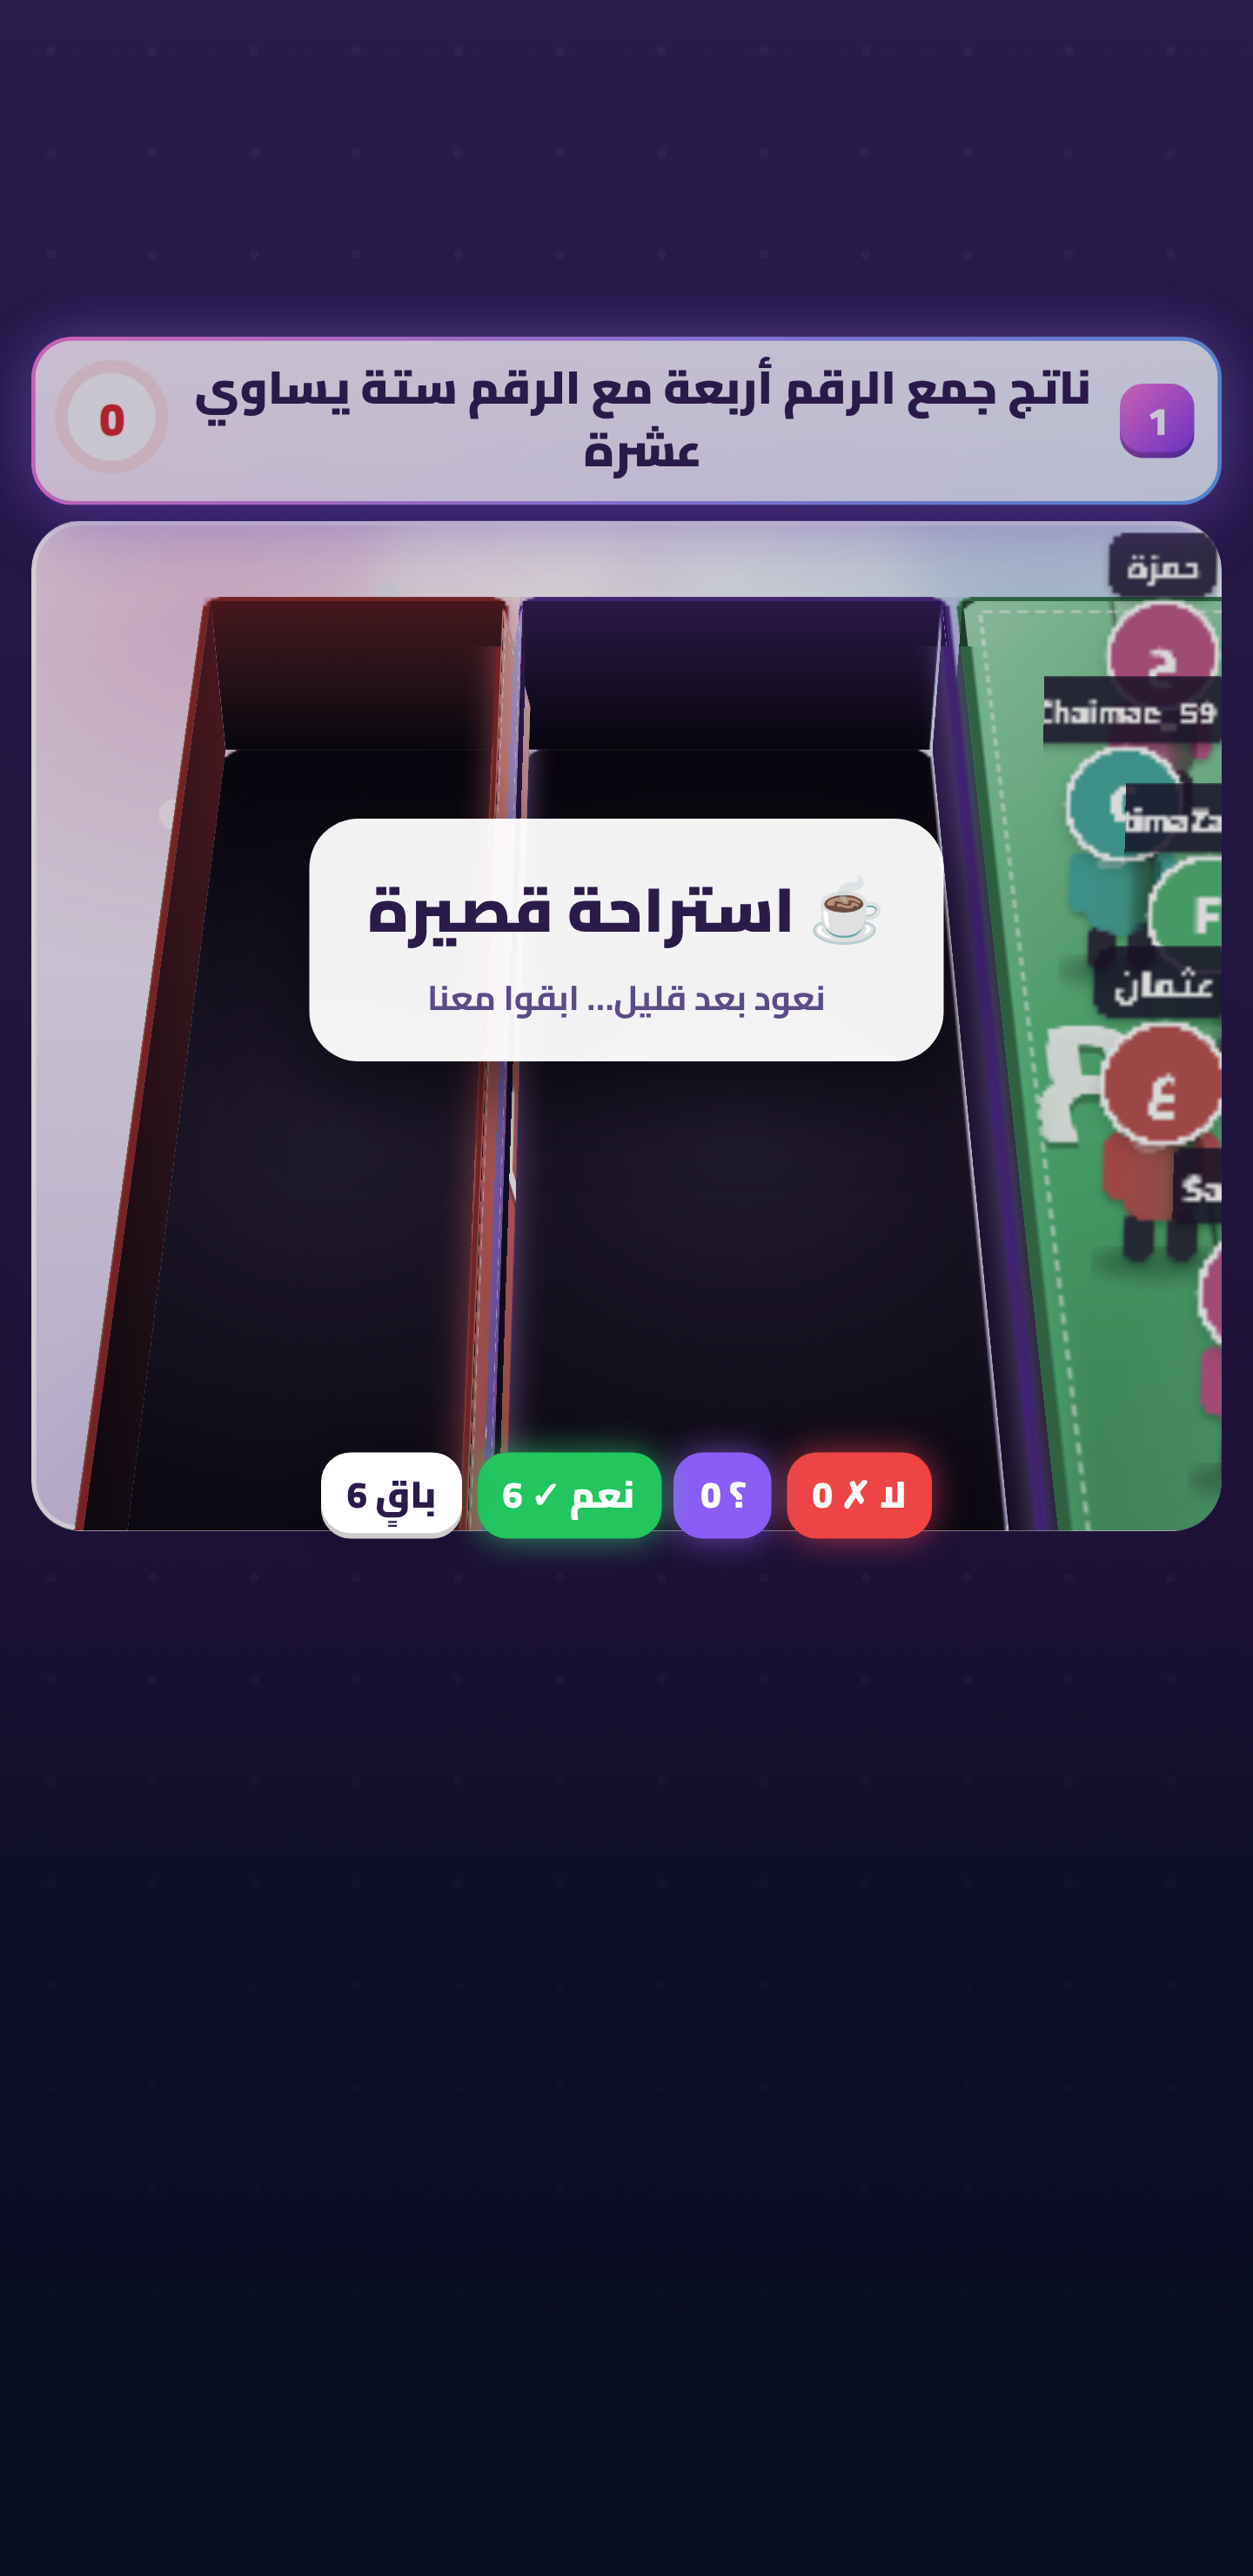 1
ناتج جمع الرقم أربعة مع الرقم ستة يساوي
عشرة
0
حمزة
Chaimae_59
عثمان
☕ استراحة قصيرة
نعود بعد قليل... ابقوا معنا
لا ✗ 0
؟ 0
نعم ✓ 6
باقٍ 6